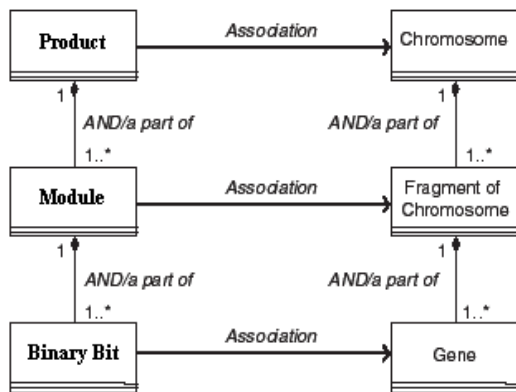 Product
Association
Chromosome
1
1
AND/a part of
AND/a part of
1..*
1..*
Module
Association
Fragment of
Chromosome
1
1
AND/a part of
AND/a part of
1..*
1..*
Binary Bit
Association
Gene